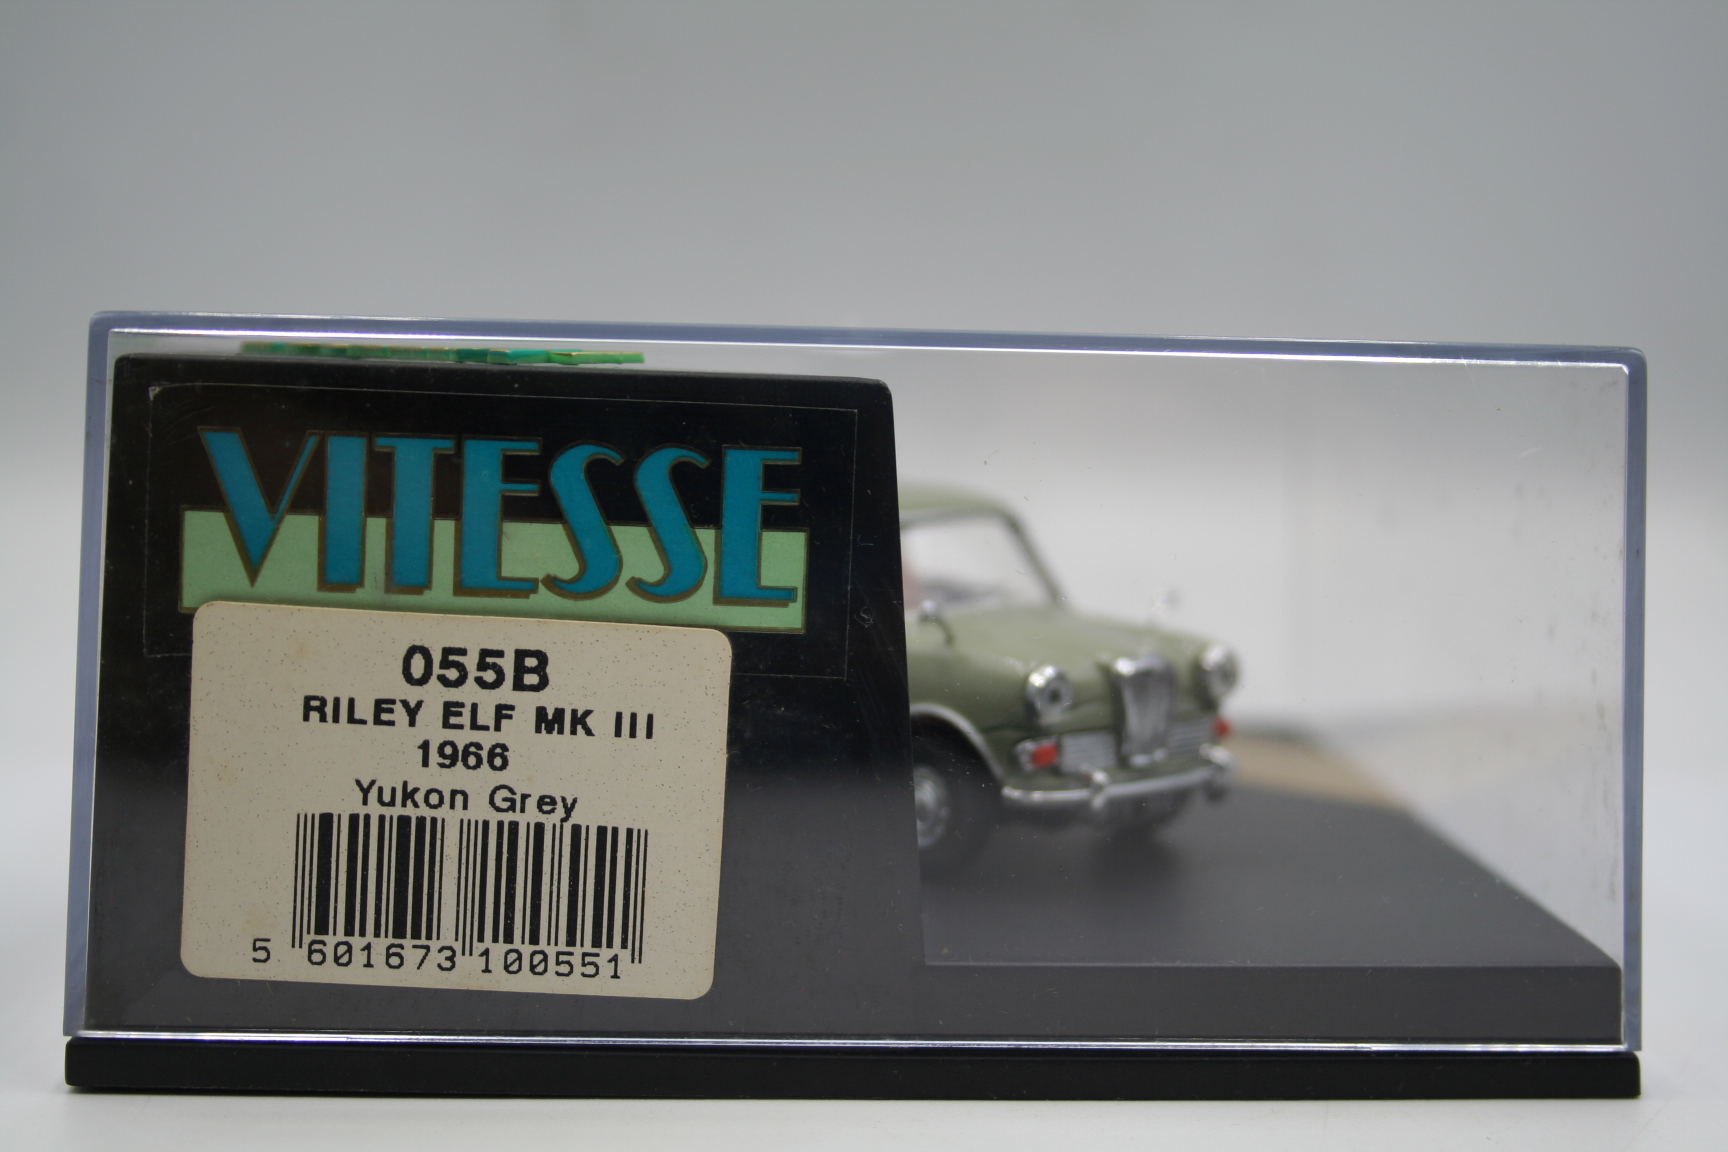 VITESSE
055B
RILEY ELF MK III
1966
Yukon Grey
5 601673 100551